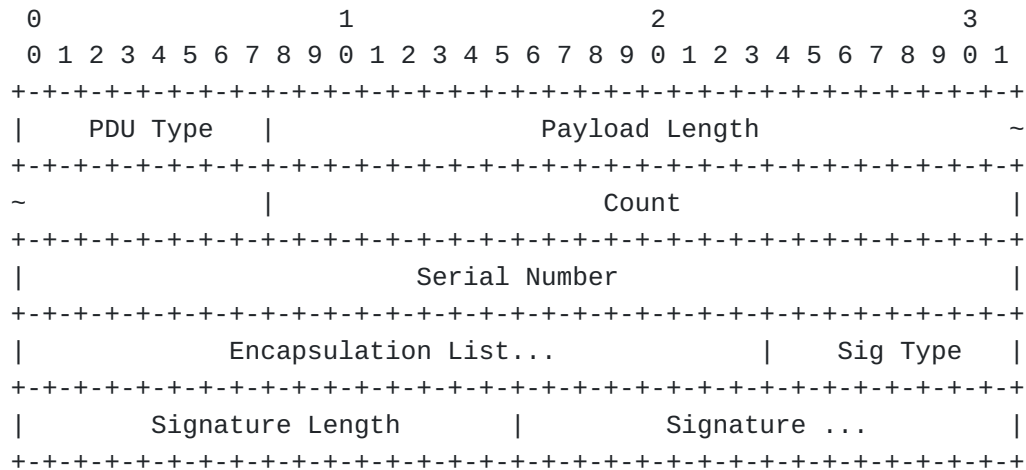 0                   1                   2                   3
 0 1 2 3 4 5 6 7 8 9 0 1 2 3 4 5 6 7 8 9 0 1 2 3 4 5 6 7 8 9 0 1
+-+-+-+-+-+-+-+-+-+-+-+-+-+-+-+-+-+-+-+-+-+-+-+-+-+-+-+-+-+-+-+-+
|    PDU Type   |                 Payload Length                ~
+-+-+-+-+-+-+-+-+-+-+-+-+-+-+-+-+-+-+-+-+-+-+-+-+-+-+-+-+-+-+-+-+
~               |                     Count                     |
+-+-+-+-+-+-+-+-+-+-+-+-+-+-+-+-+-+-+-+-+-+-+-+-+-+-+-+-+-+-+-+-+
|                         Serial Number                         |
+-+-+-+-+-+-+-+-+-+-+-+-+-+-+-+-+-+-+-+-+-+-+-+-+-+-+-+-+-+-+-+-+
|             Encapsulation List...             |    Sig Type   |
+-+-+-+-+-+-+-+-+-+-+-+-+-+-+-+-+-+-+-+-+-+-+-+-+-+-+-+-+-+-+-+-+
|        Signature Length       |         Signature ...         |
+-+-+-+-+-+-+-+-+-+-+-+-+-+-+-+-+-+-+-+-+-+-+-+-+-+-+-+-+-+-+-+-+